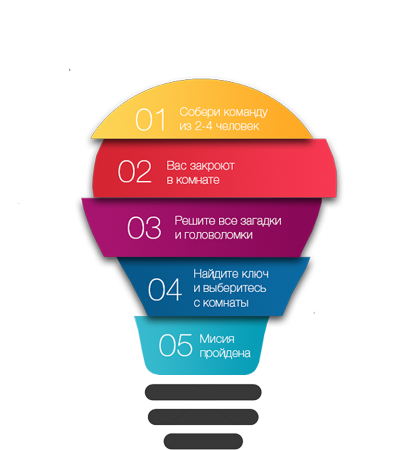 01 Собери команду
из 2-4 человек
02 Вас закроют
в комнате
03 Решите все загадки
и головоломки
04 Найдите ключ
и выберитесь
с комнаты
05 Мисия
пройдена